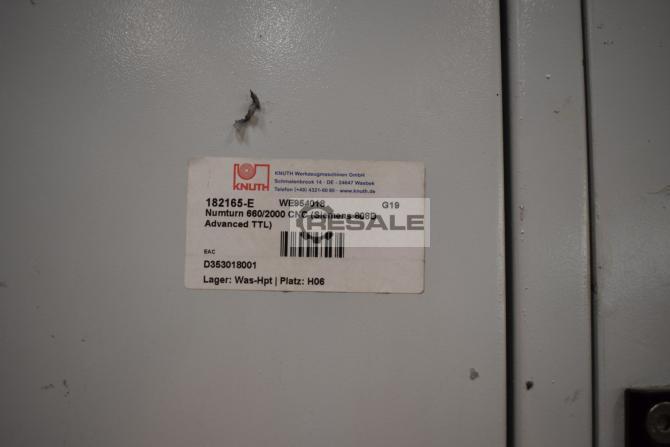 KNUTH
KNUTH Werkzeugmaschinen GmbH
Schmalenbrook 14 · DE - 24647 Wasbek
Telefon (+49) 4321-60 90 · www.knuth.de
182165-E WE954018 G19
Numturn 660/2000 CNC (Siemens 808D
Advanced TTL)
RESALE
EAC
D353018001
Lager: Was-Hpt | Platz: H06